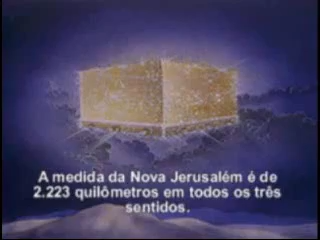 A medida da Nova Jerusalém é de
2.223 quilômetros em todos os três
sentidos.